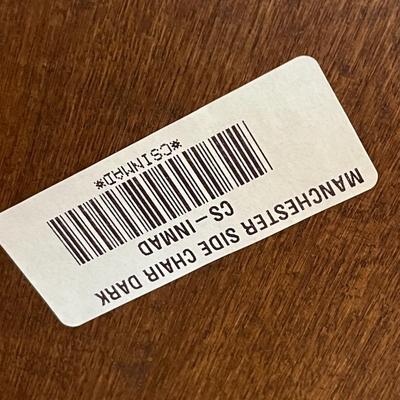 MANCHESTER SIDE CHAIR DARK
CS-INMAD
*CSINMAD*